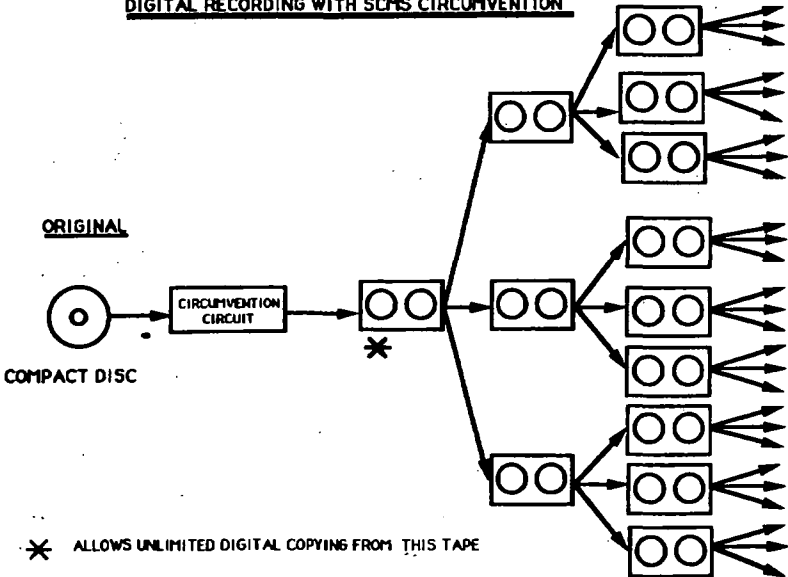 DIGITAL RECORDING WITH SCMS CIRCUMVENTION
ORIGINAL
CIRCUMVENTION
CIRCUIT
COMPACT DISC
ALLOWS UNLIMITED DIGITAL COPYING FROM THIS TAPE